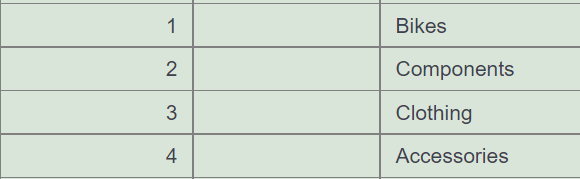 1 Bikes
2 Components
3 Clothing
4 Accessories